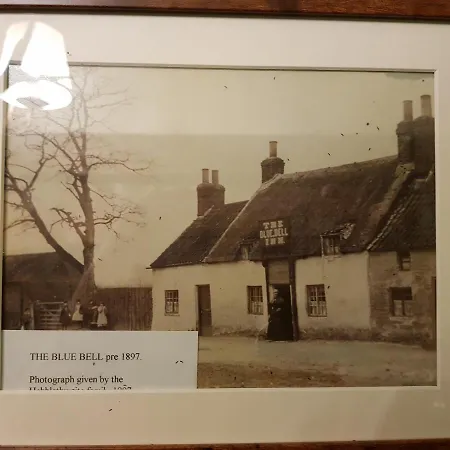 THE
BLUE BELL
INN
THE BLUE BELL pre 1897.
Photograph given by the